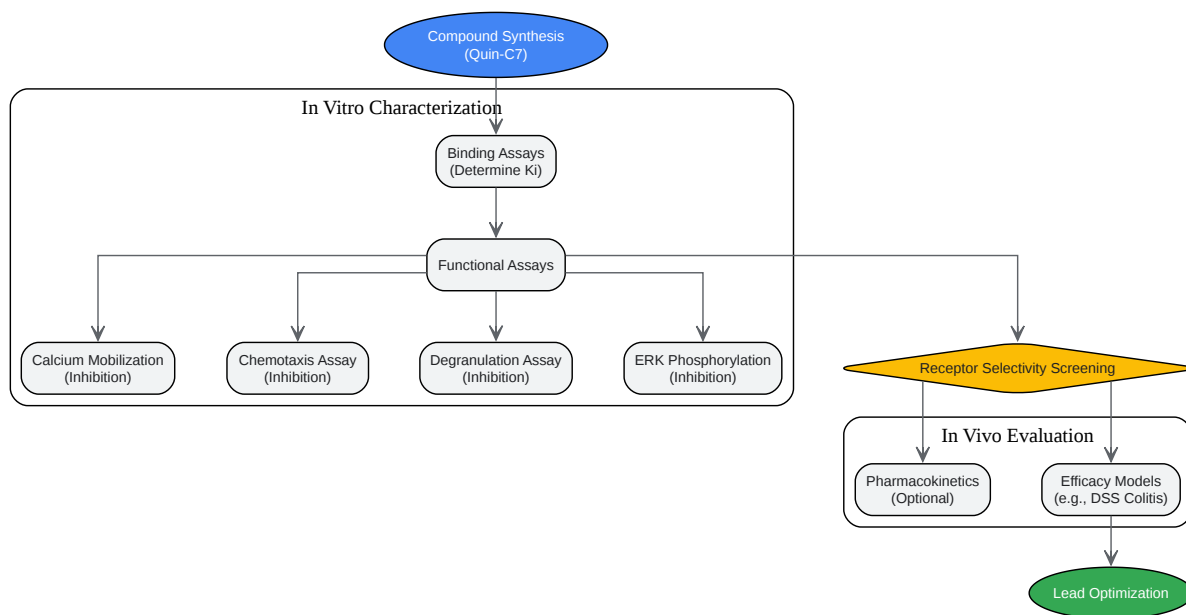 Compound Synthesis
(Quin-C7)
In Vitro Characterization
Binding Assays
(Determine Ki)
Functional Assays
Calcium Mobilization
(Inhibition)
Chemotaxis Assay
(Inhibition)
Degranulation Assay
(Inhibition)
ERK Phosphorylation
(Inhibition)
Receptor Selectivity Screening
In Vivo Evaluation
Pharmacokinetics
(Optional)
Efficacy Models
(e.g., DSS Colitis)
Lead Optimization